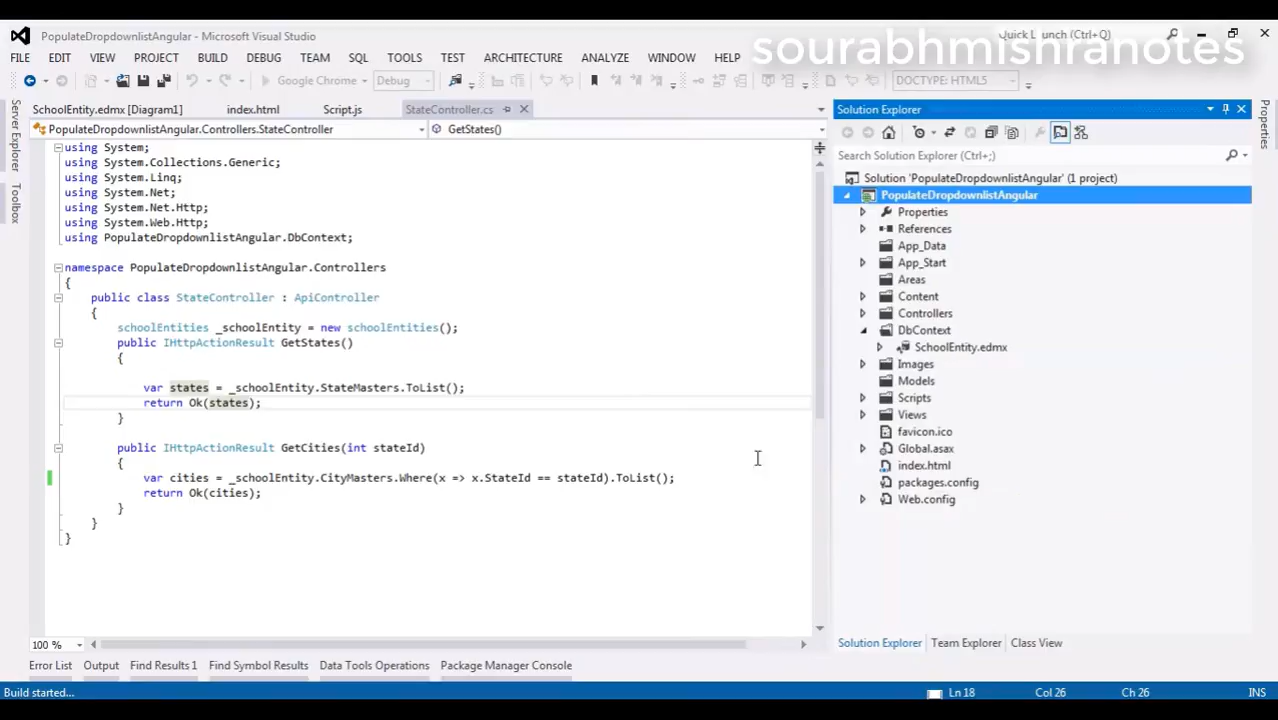 PopulateDropdownlistAngular - Microsoft Visual Studio
Quick Launch (Ctrl+Q)
sourabhmishranotes
FILE EDIT VIEW PROJECT BUILD DEBUG TEAM SQL TOOLS TEST ARCHITECTURE ANALYZE WINDOW HELP
Google Chrome Debug DOCTYPE: HTML5
Server Explorer
Toolbox
SchoolEntity.edmx [Diagram1] index.html Script.js StateController.cs
PopulateDropdownlistAngular.Controllers.StateController GetStates()
using System;
using System.Collections.Generic;
using System.Linq;
using System.Net;
using System.Net.Http;
using System.Web.Http;
using PopulateDropdownlistAngular.DbContext;
namespace PopulateDropdownlistAngular.Controllers
{
public class StateController : ApiController
{
schoolEntities _schoolEntity = new schoolEntities();
public IHttpActionResult GetStates()
{
var states = _schoolEntity.StateMasters.ToList();
return Ok(states);
}
public IHttpActionResult GetCities(int stateId)
{
var cities = _schoolEntity.CityMasters.Where(x => x.StateId == stateId).ToList();
return Ok(cities);
}
}
}
100 %
Solution Explorer
Search Solution Explorer (Ctrl+;)
Solution 'PopulateDropdownlistAngular' (1 project)
PopulateDropdownlistAngular
Properties
References
App_Data
App_Start
Areas
Content
Controllers
DbContext
SchoolEntity.edmx
Images
Models
Scripts
Views
favicon.ico
Global.asax
index.html
packages.config
Web.config
Solution Explorer Team Explorer Class View
Properties
Error List Output Find Results 1 Find Symbol Results Data Tools Operations Package Manager Console
Build started... Ln 18 Col 26 Ch 26 INS